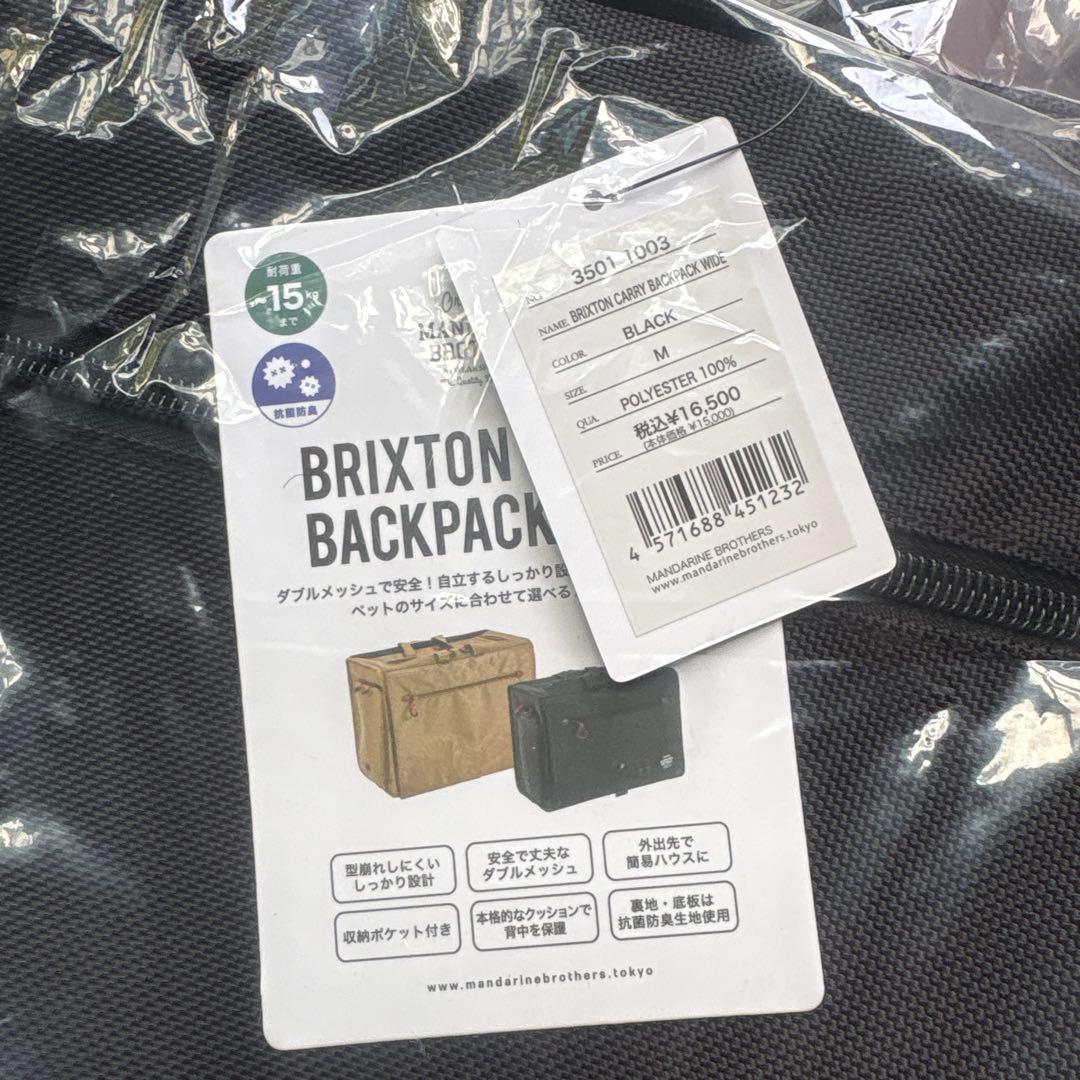 耐荷重
~15kg
まで
抗菌防臭
MAN
BRO
Quality
BRIXTON
BACKPACK
ダブルメッシュで安全!自立するしっかり設
ペットのサイズに合わせて選べる
型崩れしにくい
しっかり設計
安全で丈夫な
ダブルメッシュ
外出先で
簡易ハウスに
収納ポケット付き
本格的なクッションで
背中を保護
裏地・底板は
抗菌防臭生地使用
www.mandarinebrothers.tokyo
NO. 3501-1003
NAME. BRIXTON CARRY BACKPACK WIDE
COLOR. BLACK
SIZE. M
QUA. POLYESTER 100%
PRICE. 税込¥16,500
(本体価格 ¥15,000)
4 571688 451232
MANDARINE BROTHERS
www.mandarinebrothers.tokyo